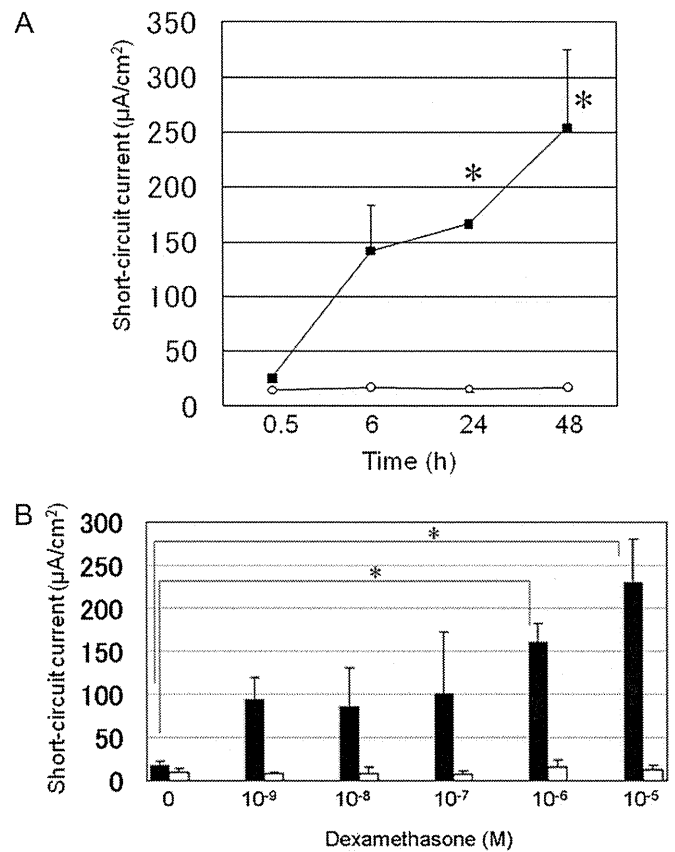 A
Short-circuit current (μA/cm²)
350
300
250
200
150
100
50
0
*
*
0.5 6 24 48
Time (h)
B
Short-circuit current (μA/cm²)
300
250
200
150
100
50
0
*
*
0 10⁻⁹ 10⁻⁸ 10⁻⁷ 10⁻⁶ 10⁻⁵
Dexamethasone (M)